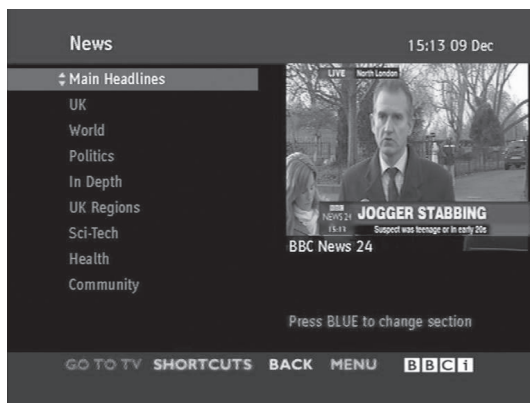 News
15:13 09 Dec
Main Headlines
UK
World
Politics
In Depth
UK Regions
Sci-Tech
Health
Community
LIVE North London
BBC
NEWS 24
15:13
JOGGER STABBING
Suspect was teenage or in early 20s
BBC News 24
Press BLUE to change section
GO TO TV SHORTCUTS BACK MENU BBCi